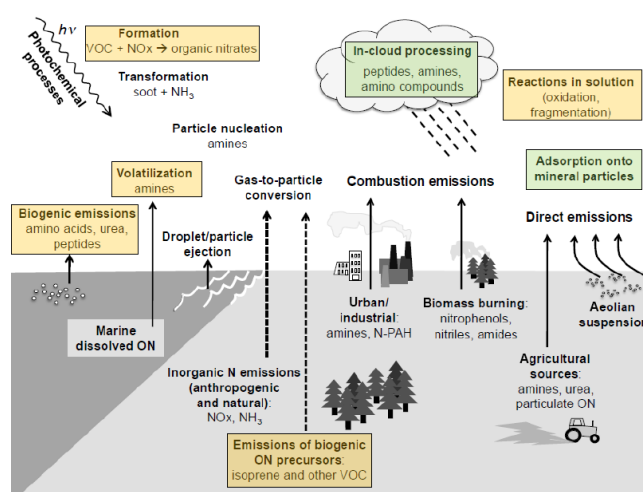 hν
Photochemical
processes
Formation
VOC + NOx → organic nitrates
Transformation
soot + NH₃
Particle nucleation
amines
In-cloud processing
peptides, amines,
amino compounds
Reactions in solution
(oxidation,
fragmentation)
Adsorption onto
mineral particles
Volatilization
amines
Biogenic emissions
amino acids, urea,
peptides
Droplet/particle
ejection
Gas-to-particle
conversion
Combustion emissions
Direct emissions
Marine
dissolved ON
Inorganic N emissions
(anthropogenic
and natural):
NOx, NH₃
Emissions of biogenic
ON precursors:
isoprene and other VOC
Urban/
industrial:
amines, N-PAH
Biomass burning:
nitrophenols,
nitriles, amides
Agricultural
sources:
amines, urea,
particulate ON
Aeolian
suspension